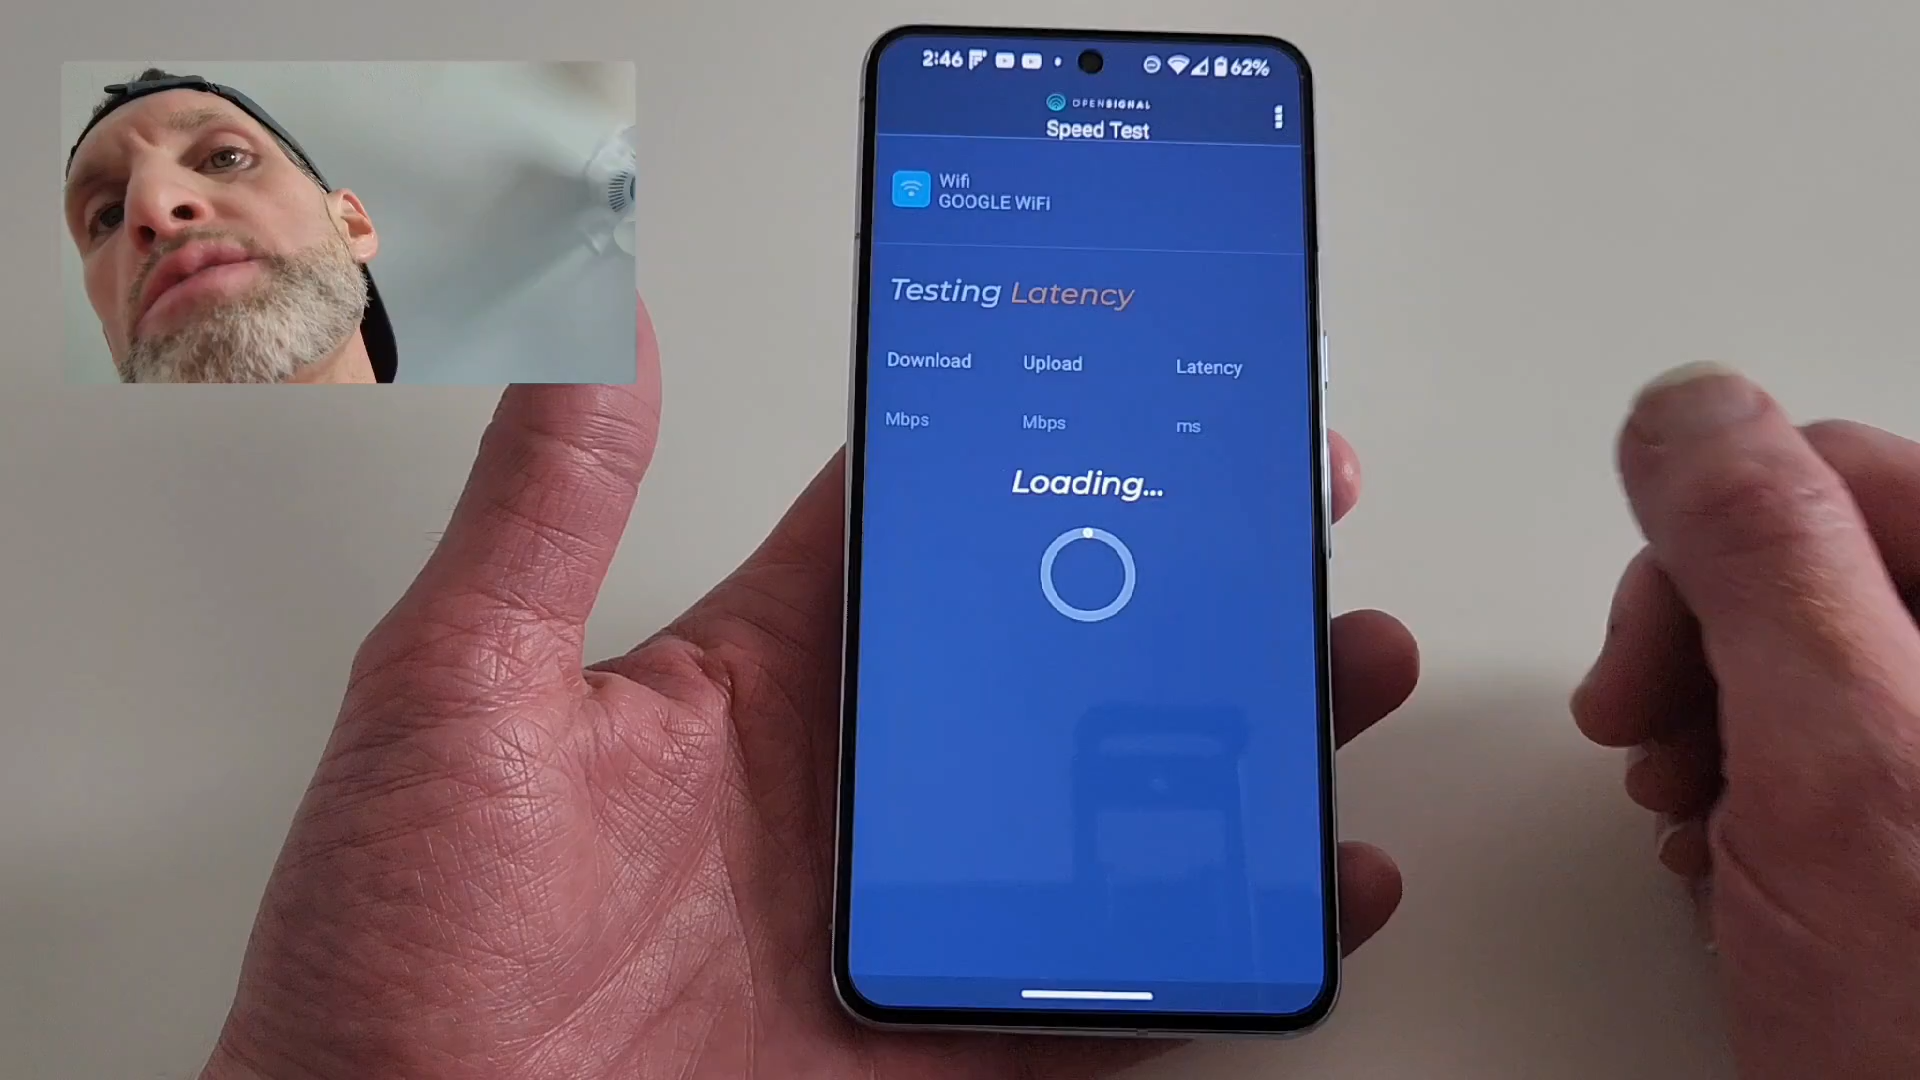 2:46
62%
OPENSIGNAL
Speed Test
Wifi
GOOGLE WiFi
Testing Latency
Download Upload Latency
Mbps Mbps ms
Loading...